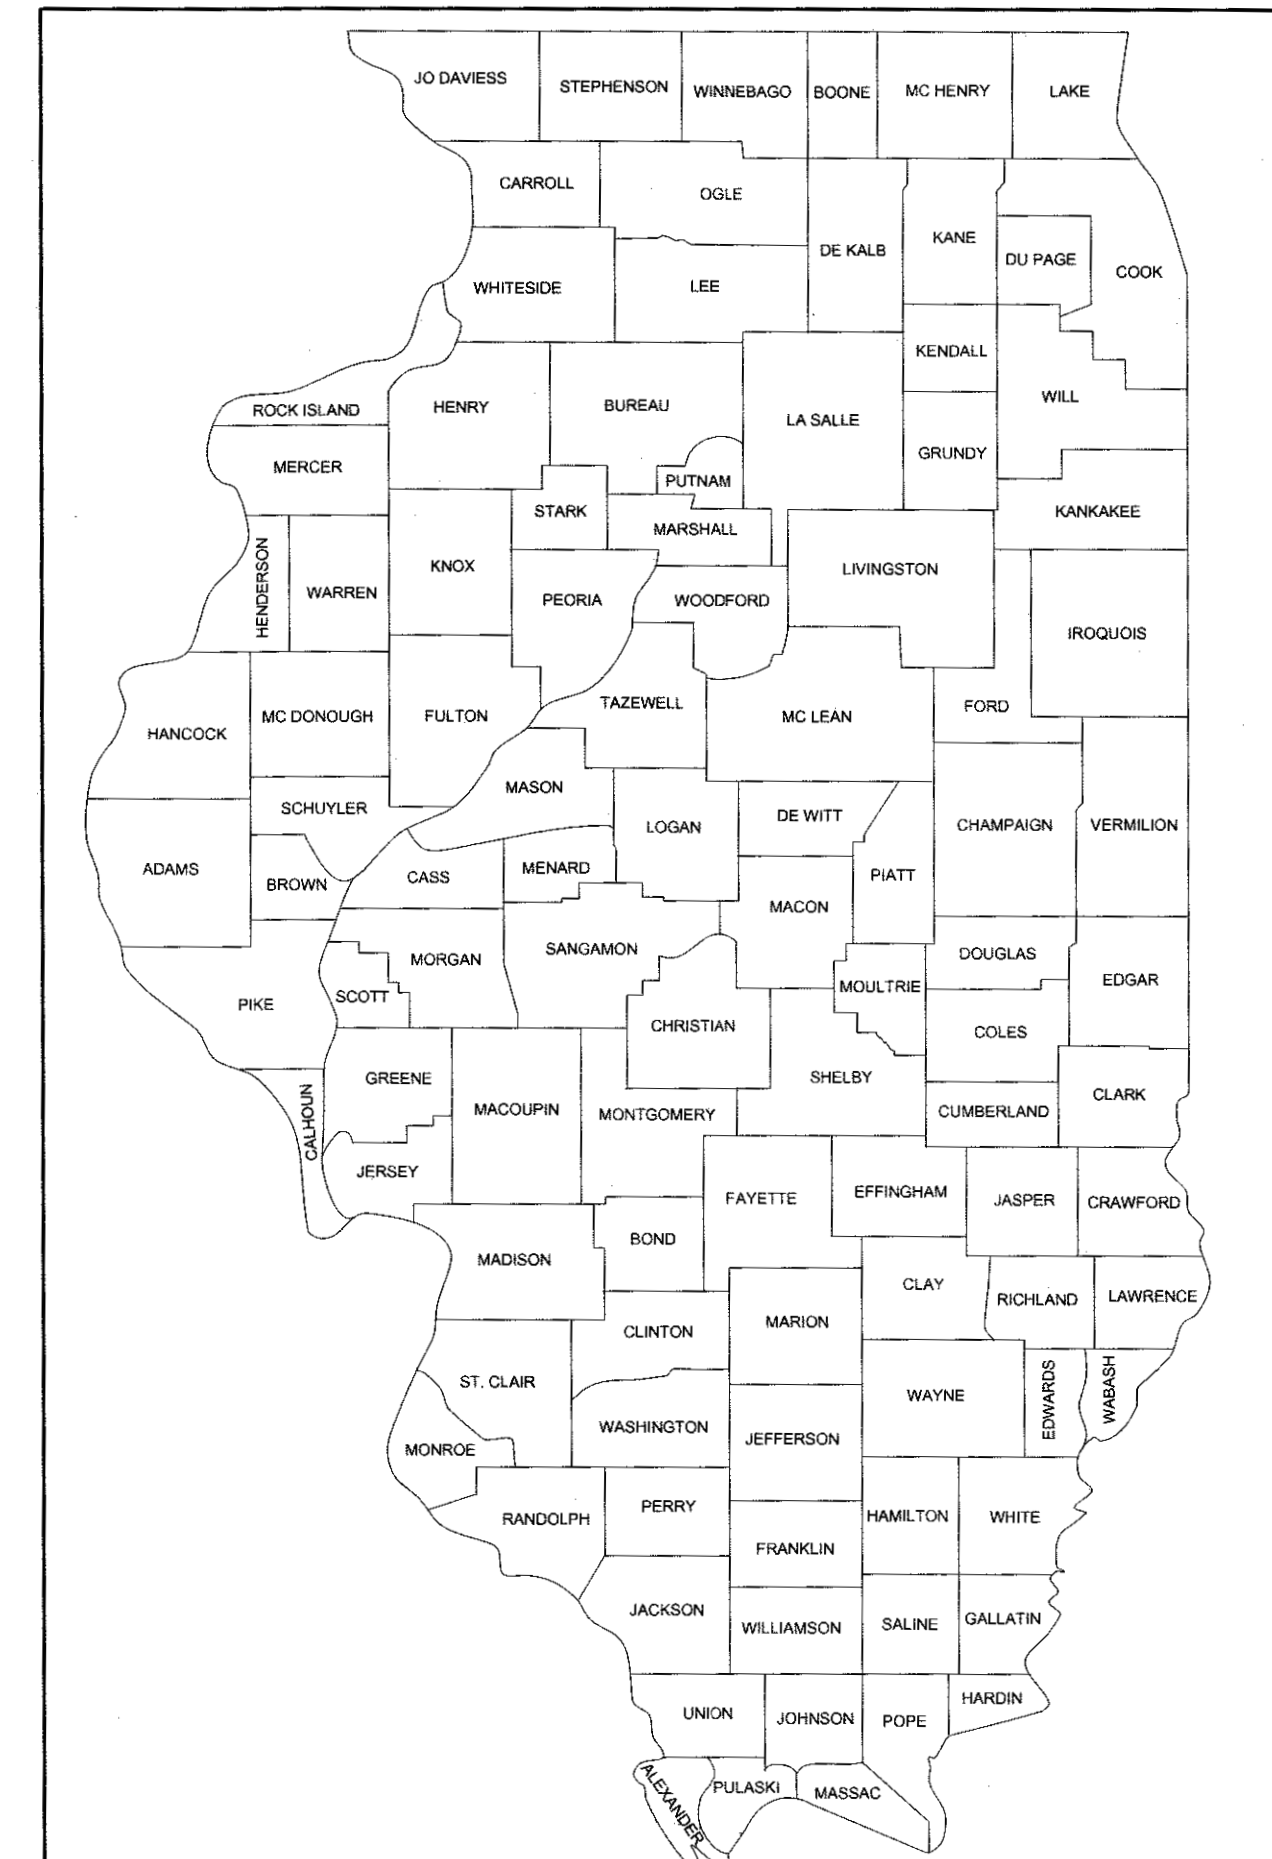 JO DAVIESS
STEPHENSON
WINNEBAGO
BOONE
MC HENRY
LAKE
CARROLL
OGLE
DE KALB
KANE
DU PAGE
COOK
WHITESIDE
LEE
KENDALL
ROCK ISLAND
HENRY
BUREAU
LA SALLE
WILL
MERCER
PUTNAM
GRUNDY
STARK
MARSHALL
KANKAKEE
HENDERSON
WARREN
KNOX
PEORIA
WOODFORD
LIVINGSTON
IROQUOIS
HANCOCK
MC DONOUGH
FULTON
TAZEWELL
MC LEAN
FORD
SCHUYLER
MASON
LOGAN
DE WITT
CHAMPAIGN
VERMILION
ADAMS
BROWN
CASS
MENARD
PIATT
MACON
PIKE
SCOTT
MORGAN
SANGAMON
MOULTRIE
DOUGLAS
EDGAR
CHRISTIAN
COLES
CALHOUN
GREENE
MACOUPIN
MONTGOMERY
SHELBY
CUMBERLAND
CLARK
JERSEY
FAYETTE
EFFINGHAM
JASPER
CRAWFORD
MADISON
BOND
CLAY
RICHLAND
LAWRENCE
CLINTON
MARION
ST. CLAIR
WAYNE
EDWARDS
WABASH
MONROE
WASHINGTON
JEFFERSON
RANDOLPH
PERRY
HAMILTON
WHITE
FRANKLIN
JACKSON
WILLIAMSON
SALINE
GALLATIN
UNION
JOHNSON
POPE
HARDIN
ALEXANDER
PULASKI
MASSAC